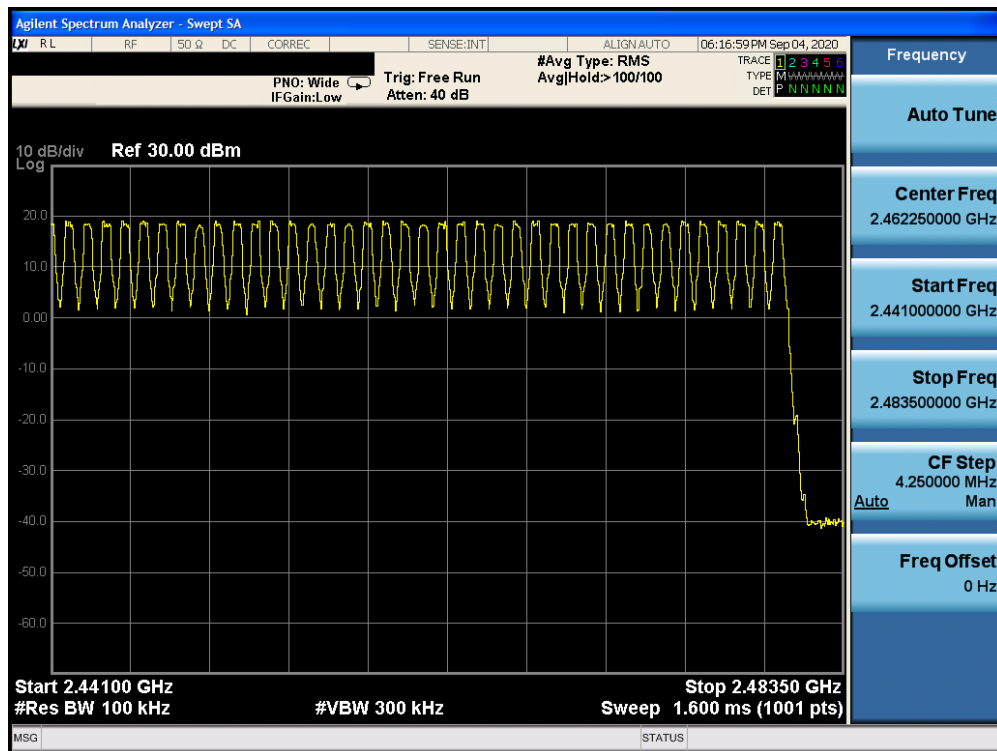 Agilent Spectrum Analyzer - Swept SA
LXI RL RF 50 Ω DC CORREC SENSE:INT ALIGN AUTO 06:16:59 PM Sep 04, 2020
Frequency
#Avg Type: RMS
TRACE 1 2 3 4 5 6
PNO: Wide
Trig: Free Run
Avg|Hold:>100/100
TYPE M WWWWW
IFGain:Low
Atten: 40 dB
DET P N N N N N
Auto Tune
10 dB/div Ref 30.00 dBm
Log
20.0
10.0
0.00
-10.0
-20.0
-30.0
-40.0
-50.0
-60.0
Center Freq
2.462250000 GHz
Start Freq
2.441000000 GHz
Stop Freq
2.483500000 GHz
CF Step
4.250000 MHz
Auto Man
Freq Offset
0 Hz
Start 2.44100 GHz Stop 2.48350 GHz
#Res BW 100 kHz #VBW 300 kHz Sweep 1.600 ms (1001 pts)
MSG STATUS